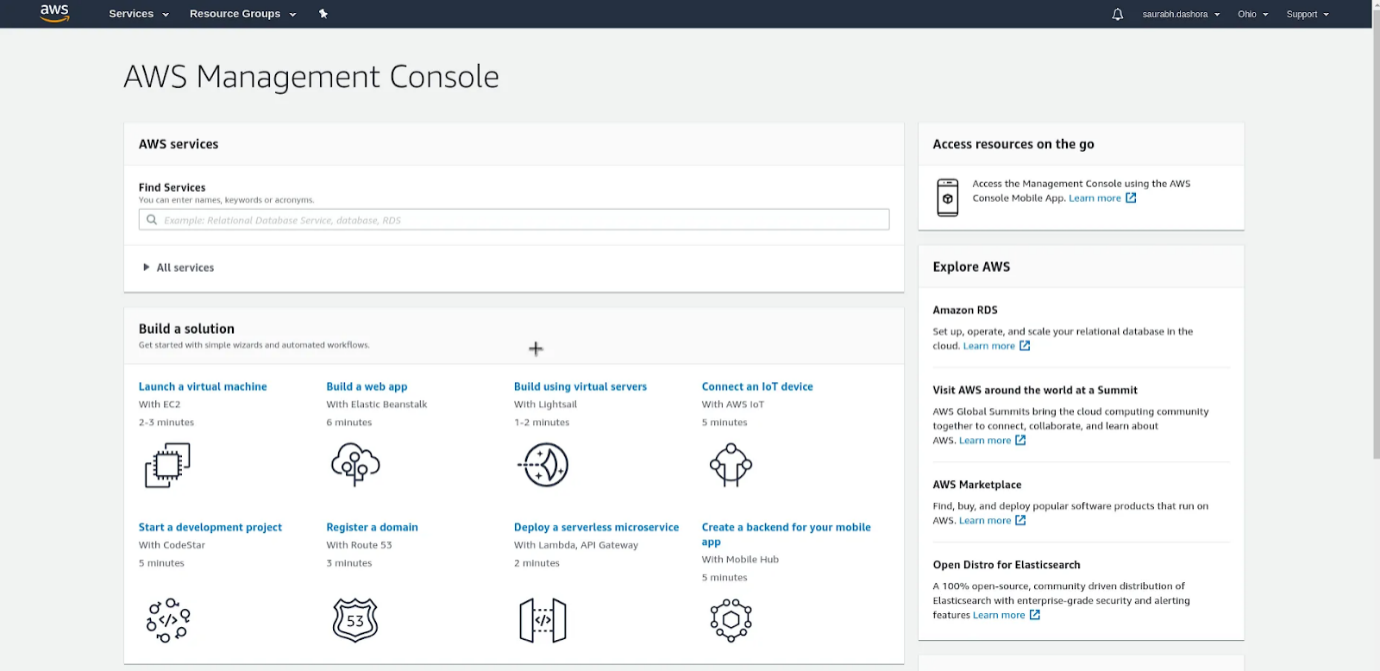 aws Services Resource Groups saurabh.dashora Ohio Support
AWS Management Console
AWS services
Find Services
You can enter names, keywords or acronyms.
Example: Relational Database Service, database, RDS
All services
Build a solution
Get started with simple wizards and automated workflows.
Launch a virtual machine
With EC2
2-3 minutes
Build a web app
With Elastic Beanstalk
6 minutes
Build using virtual servers
With Lightsail
1-2 minutes
Connect an IoT device
With AWS IoT
5 minutes
Start a development project
With CodeStar
5 minutes
Register a domain
With Route 53
3 minutes
53
Deploy a serverless microservice
With Lambda, API Gateway
2 minutes
</>
Create a backend for your mobile
app
With Mobile Hub
5 minutes
Access resources on the go
Access the Management Console using the AWS
Console Mobile App. Learn more
Explore AWS
Amazon RDS
Set up, operate, and scale your relational database in the
cloud. Learn more
Visit AWS around the world at a Summit
AWS Global Summits bring the cloud computing community
together to connect, collaborate, and learn about
AWS. Learn more
AWS Marketplace
Find, buy, and deploy popular software products that run on
AWS. Learn more
Open Distro for Elasticsearch
A 100% open-source, community driven distribution of
Elasticsearch with enterprise-grade security and alerting
features Learn more